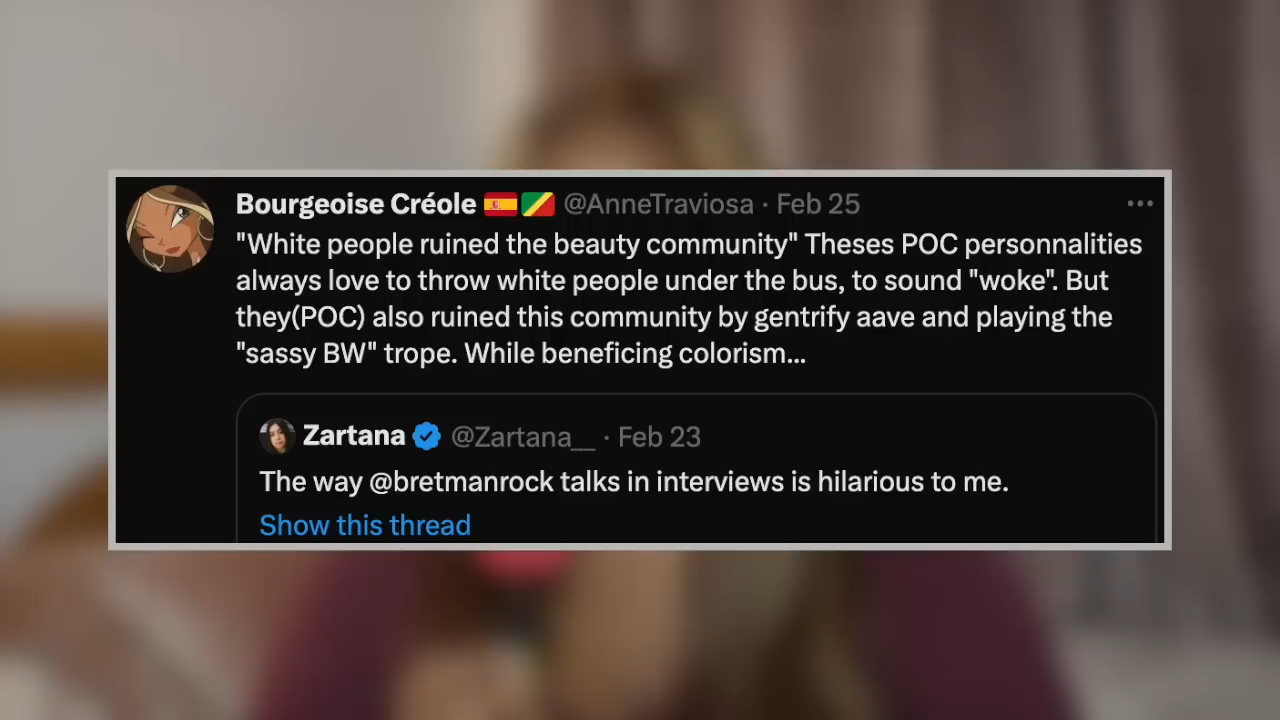 Bourgeoise Créole 🇪🇸🇨🇬 @AnneTraviosa · Feb 25
"White people ruined the beauty community" Theses POC personnalities
always love to throw white people under the bus, to sound "woke". But
they(POC) also ruined this community by gentrify aave and playing the
"sassy BW" trope. While beneficing colorism...
Zartana @Zartana__ · Feb 23
The way @bretmanrock talks in interviews is hilarious to me.
Show this thread